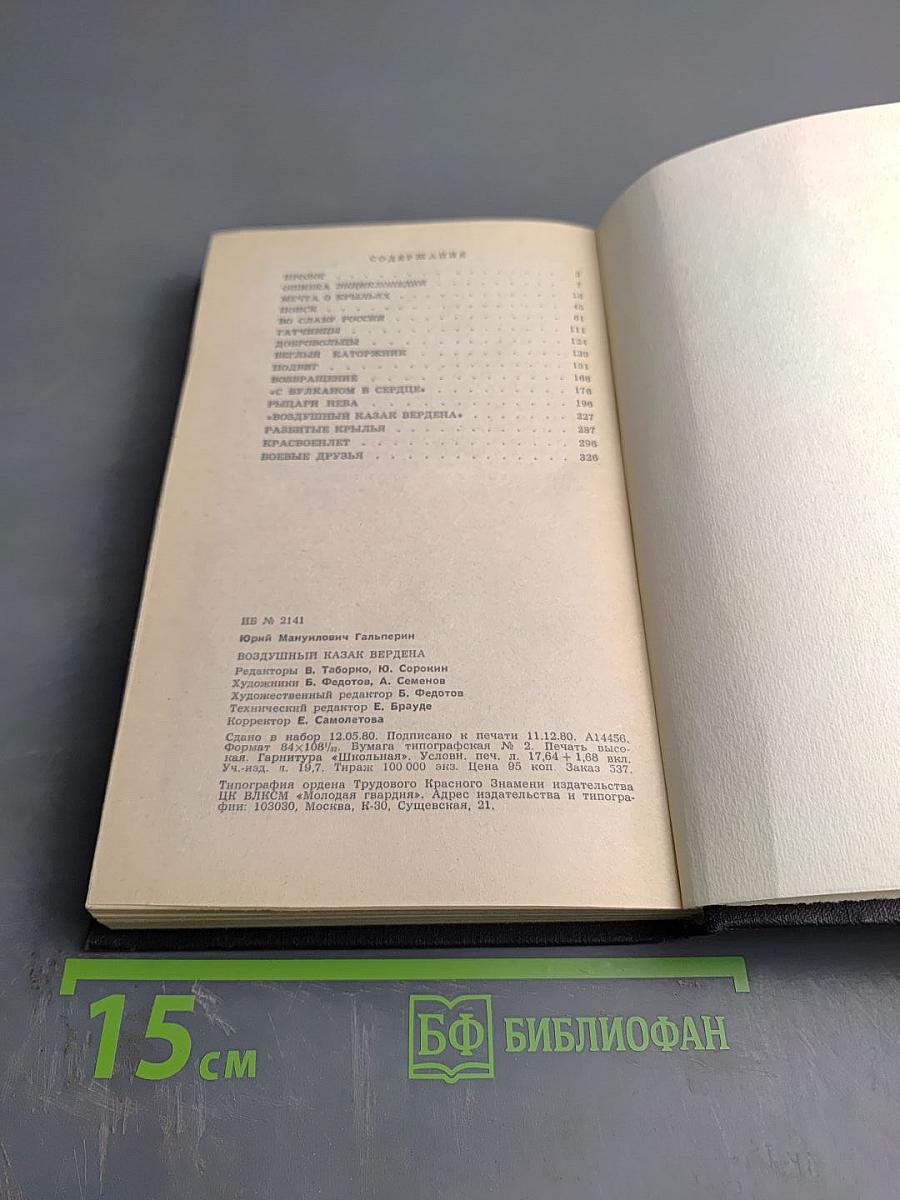 СОДЕРЖАНИЕ
ПРОЛОГ . . . . . . . . . . . . 3
ОШИБКА ЭНЦИКЛОПЕДИИ . . . . . . . . 7
МЕЧТА О КРЫЛЬЯХ . . . . . . . . . . 13
ПОИСК . . . . . . . . . . . . 45
ВО СЛАВУ РОССИИ . . . . . . . . . . 61
ГАТЧИНЦЫ . . . . . . . . . . . . 111
ДОБРОВОЛЬЦЫ . . . . . . . . . . . 124
БЕГЛЫЙ КАТОРЖНИК . . . . . . . . . . 139
ПОДВИГ . . . . . . . . . . . . 151
ВОЗВРАЩЕНИЕ . . . . . . . . . . . 168
«С ВУЛКАНОМ В СЕРДЦЕ» . . . . . . . . 176
РЫЦАРИ НЕБА . . . . . . . . . . . 196
«ВОЗДУШНЫЙ КАЗАК ВЕРДЕНА» . . . . . . . 227
РАЗБИТЫЕ КРЫЛЬЯ . . . . . . . . . . 287
КРАСВОЕНЛЕТ . . . . . . . . . . . 296
БОЕВЫЕ ДРУЗЬЯ . . . . . . . . . . . 326
ИБ № 2141
Юрий Мануилович Гальперин
ВОЗДУШНЫЙ КАЗАК ВЕРДЕНА
Редакторы В. Таборко, Ю. Сорокин
Художники Б. Федотов, А. Семенов
Художественный редактор Б. Федотов
Технический редактор Е. Брауде
Корректор Е. Самолетова
Сдано в набор 12.05.80. Подписано к печати 11.12.80. А14456.
Формат 84×108¹/₃₂. Бумага типографская № 2. Печать высо-
кая. Гарнитура «Школьная». Условн. печ. л. 17,64+1,68 вкл.
Уч.-изд. л. 19,7. Тираж 100 000 экз. Цена 95 коп. Заказ 537.
Типография ордена Трудового Красного Знамени издательства
ЦК ВЛКСМ «Молодая гвардия». Адрес издательства и типогра-
фии: 103030, Москва, К-30, Сущевская, 21.
15 см
БФ БИБЛИОФАН